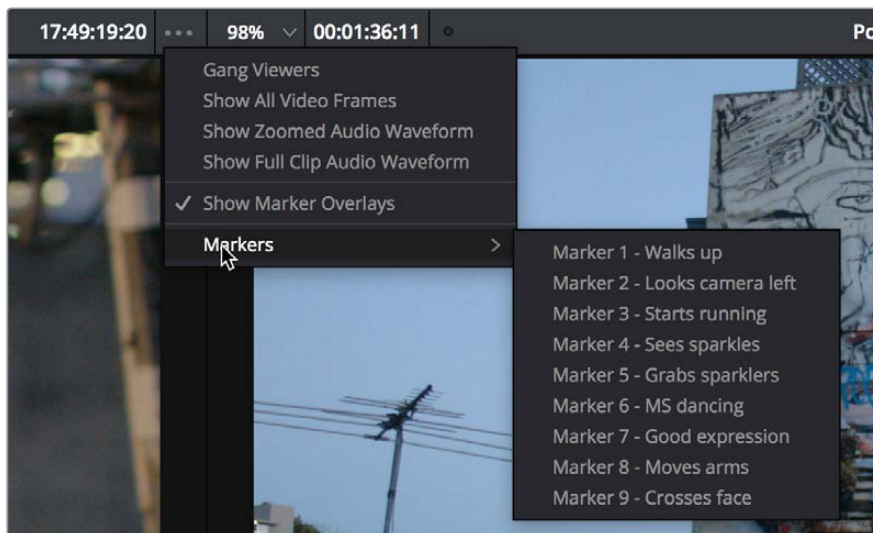 17:49:19:20 ••• 98% 00:01:36:11
Gang Viewers
Show All Video Frames
Show Zoomed Audio Waveform
Show Full Clip Audio Waveform
✓ Show Marker Overlays
Markers >
Marker 1 - Walks up
Marker 2 - Looks camera left
Marker 3 - Starts running
Marker 4 - Sees sparkles
Marker 5 - Grabs sparklers
Marker 6 - MS dancing
Marker 7 - Good expression
Marker 8 - Moves arms
Marker 9 - Crosses face